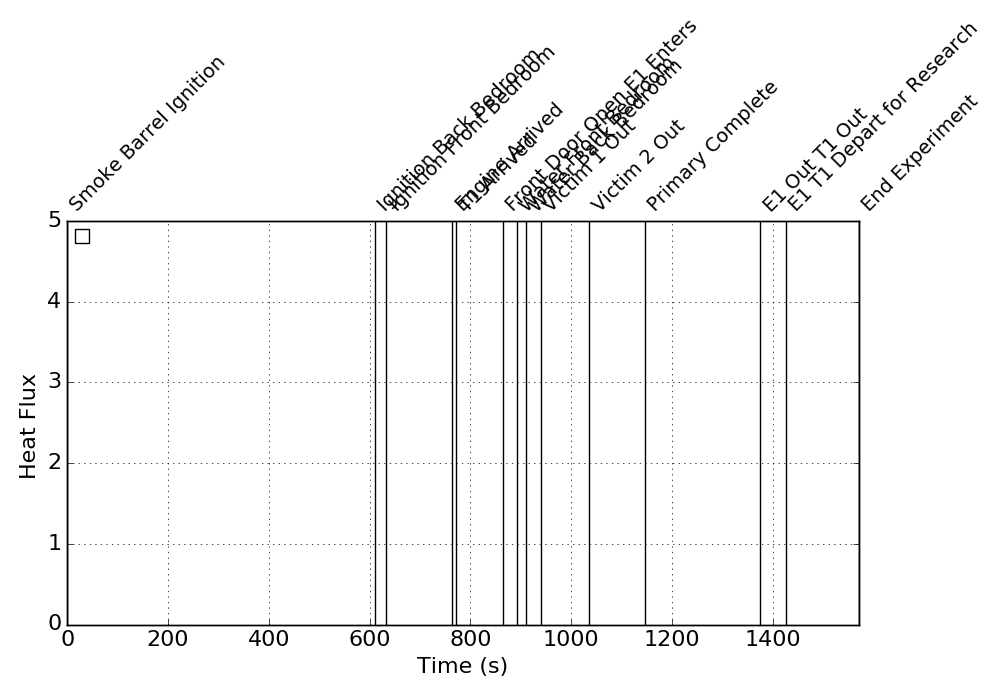 Smoke Barrel Ignition
Ignition Back Bedroom
Ignition Front Bedroom
Engine Arrived
T1 Arrived
Front Door Open E1 Enters
Water Front Bedroom
Water Back Bedroom
Victim 1 Out
Victim 2 Out
Primary Complete
E1 Out T1 Out
E1 T1 Depart for Research
End Experiment
5
4
3
2
1
0
Heat Flux
0 200 400 600 800 1000 1200 1400
Time (s)